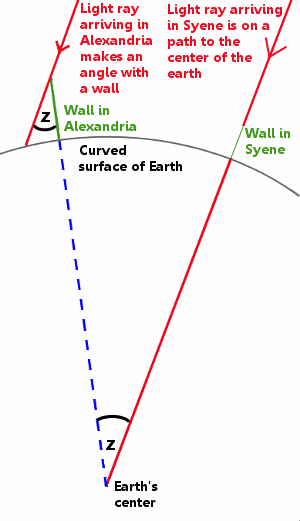 Light ray
arriving in
Alexandria
makes an
angle with
a wall
Light ray arriving
in Syene is on a
path to the
center of the
earth
z
Wall in
Alexandria
Wall in
Syene
Curved
surface of Earth
z
Earth's
center